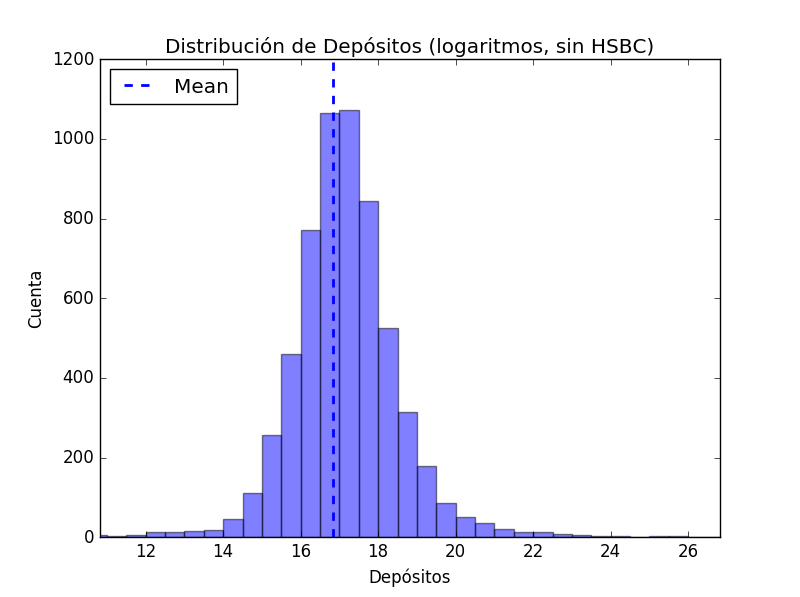 Distribución de Depósitos (logaritmos, sin HSBC)
Mean
1200
1000
800
600
400
200
0
Cuenta
12 14 16 18 20 22 24 26
Depósitos